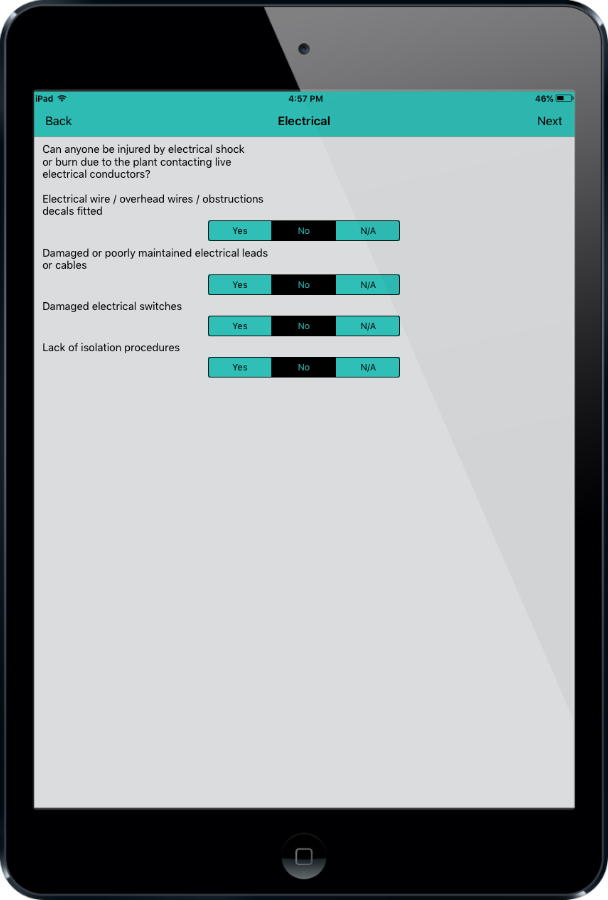 iPad 4:57 PM 46%
Back Electrical Next
Can anyone be injured by electrical shock
or burn due to the plant contacting live
electrical conductors?
Electrical wire / overhead wires / obstructions
decals fitted
Yes No N/A
Damaged or poorly maintained electrical leads
or cables
Yes No N/A
Damaged electrical switches
Yes No N/A
Lack of isolation procedures
Yes No N/A